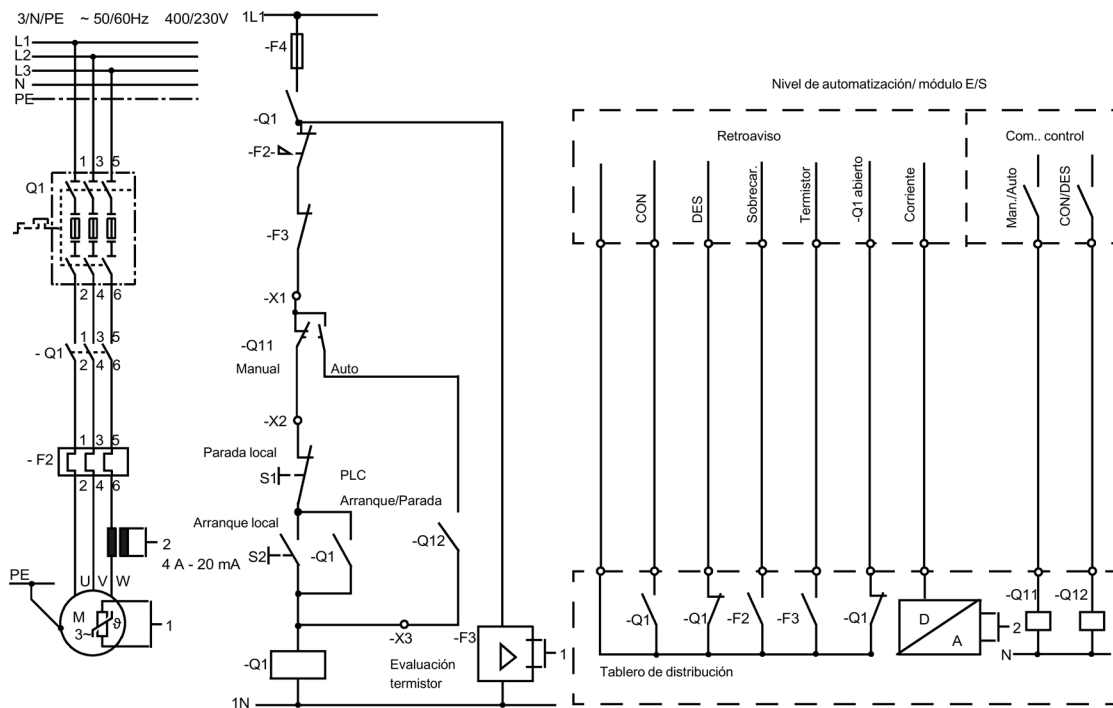 3/N/PE ~ 50/60Hz 400/230V
L1
L2
L3
N
PE
1 3 5
Q1
2 4 6
1 3 5
- Q1
2 4 6
1 3 5
- F2
2 4 6
2
4 A - 20 mA
PE
U V W
M
3~
ϑ
1
1L1
-F4
-Q1
-F2-
-F3
-X1
-Q11
Manual
Auto
-X2
Parada local
S1
PLC
Arranque/Parada
Arranque local
S2
-Q1
-Q12
-X3
-F3
-Q1
Evaluación
termistor
1
1N
Nivel de automatización/ módulo E/S
Retroaviso
Com.. control
CON
DES
Sobrecar.
Termistor
-Q1 abierto
Corriente
Man./Auto
CON/DES
-Q1
-Q1
-F2
-F3
-Q1
D
A
2
-Q11
-Q12
N
Tablero de distribución